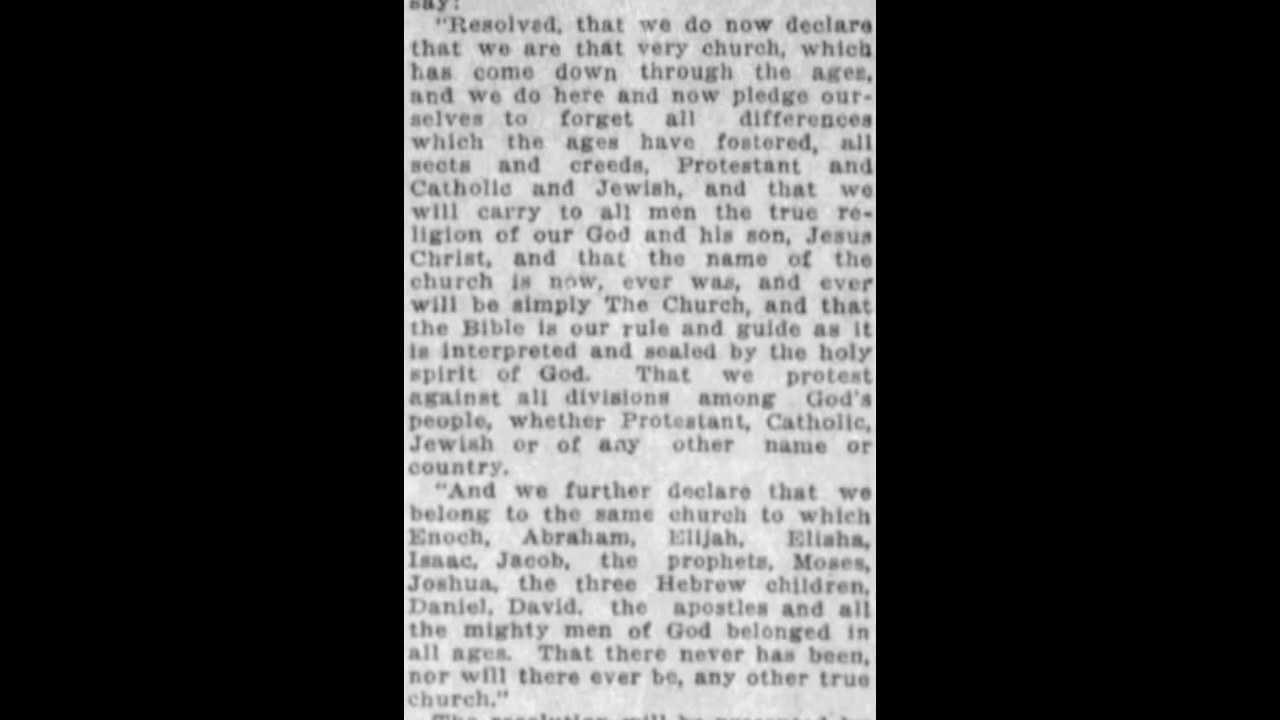 say:
"Resolved, that we do now declare
that we are that very church, which
has come down through the ages,
and we do here and now pledge our-
selves to forget all differences
which the ages have fostered, all
sects and creeds, Protestant and
Catholic and Jewish, and that we
will carry to all men the true re-
ligion of our God and his son, Jesus
Christ, and that the name of the
church is now, ever was, and ever
will be simply The Church, and that
the Bible is our rule and guide as it
is interpreted and sealed by the holy
spirit of God. That we protest
against all divisions among God's
people, whether Protestant, Catholic,
Jewish or of any other name or
country.
"And we further declare that we
belong to the same church to which
Enoch, Abraham, Elijah, Elisha,
Isaac, Jacob, the prophets, Moses,
Joshua, the three Hebrew children,
Daniel, David, the apostles and all
the mighty men of God belonged in
all ages. That there never has been,
nor will there ever be, any other true
church."
The resolution will be presented by